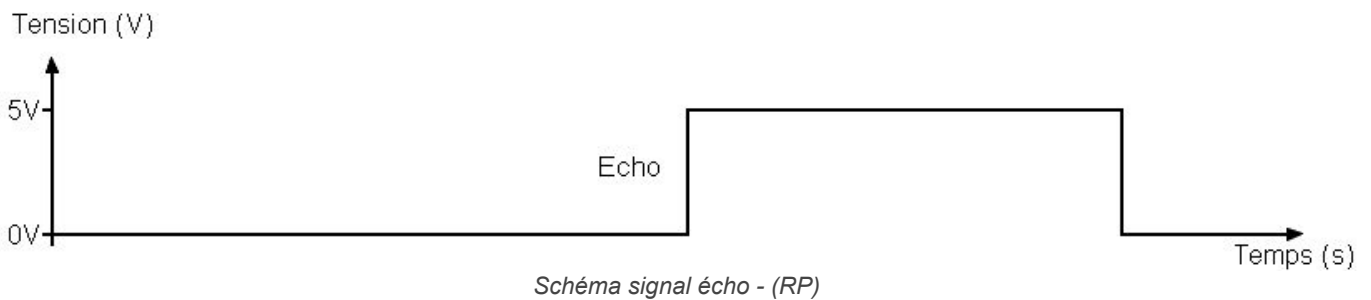 Tension (V)
5V
Echo
0V
Temps (s)
Schéma signal écho - (RP)